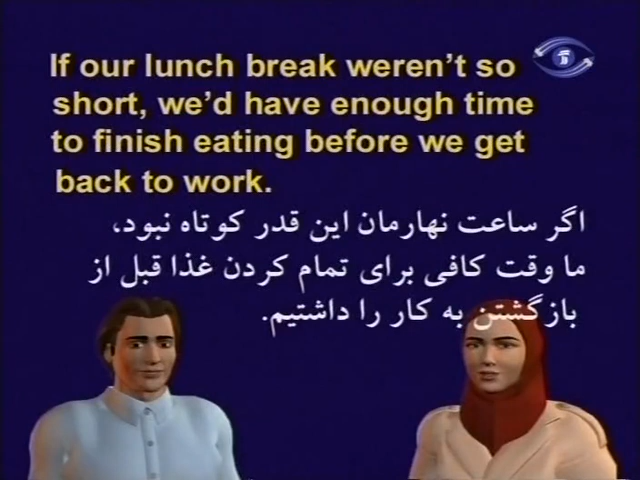 If our lunch break weren't so
short, we'd have enough time
to finish eating before we get
back to work.
اگر ساعت نهارمان این قدر کوتاه نبود،
ما وقت کافی برای تمام کردن غذا قبل از
بازگشتن به کار را داشتیم.